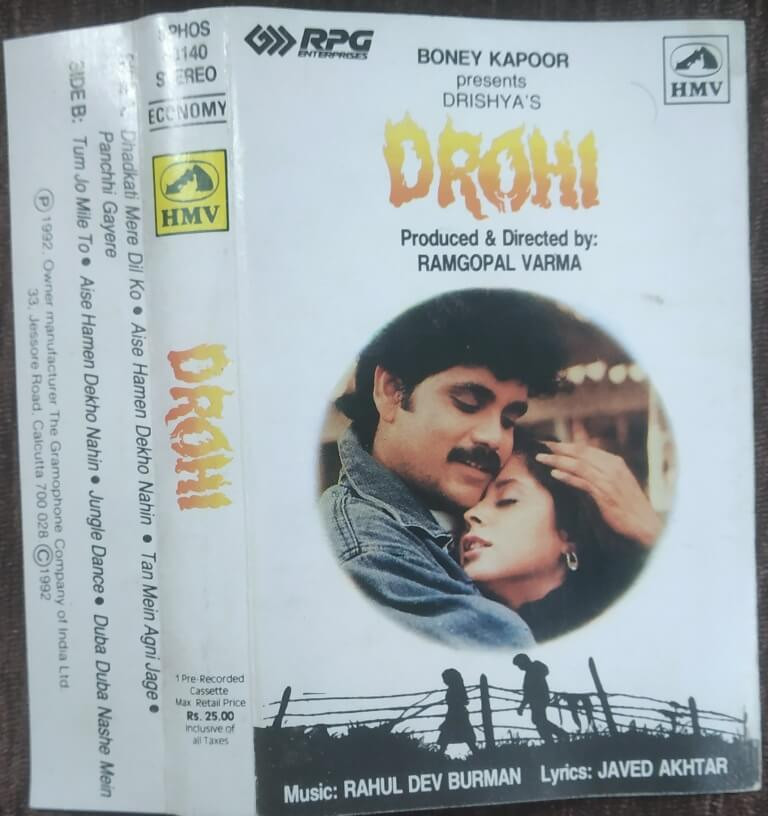 STEREO
ECONOMY
HMV
DROHI
1 Pre-Recorded
Cassette
Max. Retail Price
Rs. 25.00
Inclusive of
all Taxes
Dhadkati Mere Dil Ko • Aise Hamen Dekho Nahin • Tan Mein Agni Jage •
Panchhi Gayere
SIDE B: Tum Jo Mile To • Aise Hamen Dekho Nahin • Jungle Dance • Duba Duba Nashe Mein
Ⓟ 1992. Owner manufacturer The Gramophone Company of India Ltd.
33, Jessore Road, Calcutta 700 028 Ⓒ 1992
RPG
ENTERPRISES
BONEY KAPOOR
presents
DRISHYA'S
HMV
DROHI
Produced & Directed by:
RAMGOPAL VARMA
Music: RAHUL DEV BURMAN Lyrics: JAVED AKHTAR